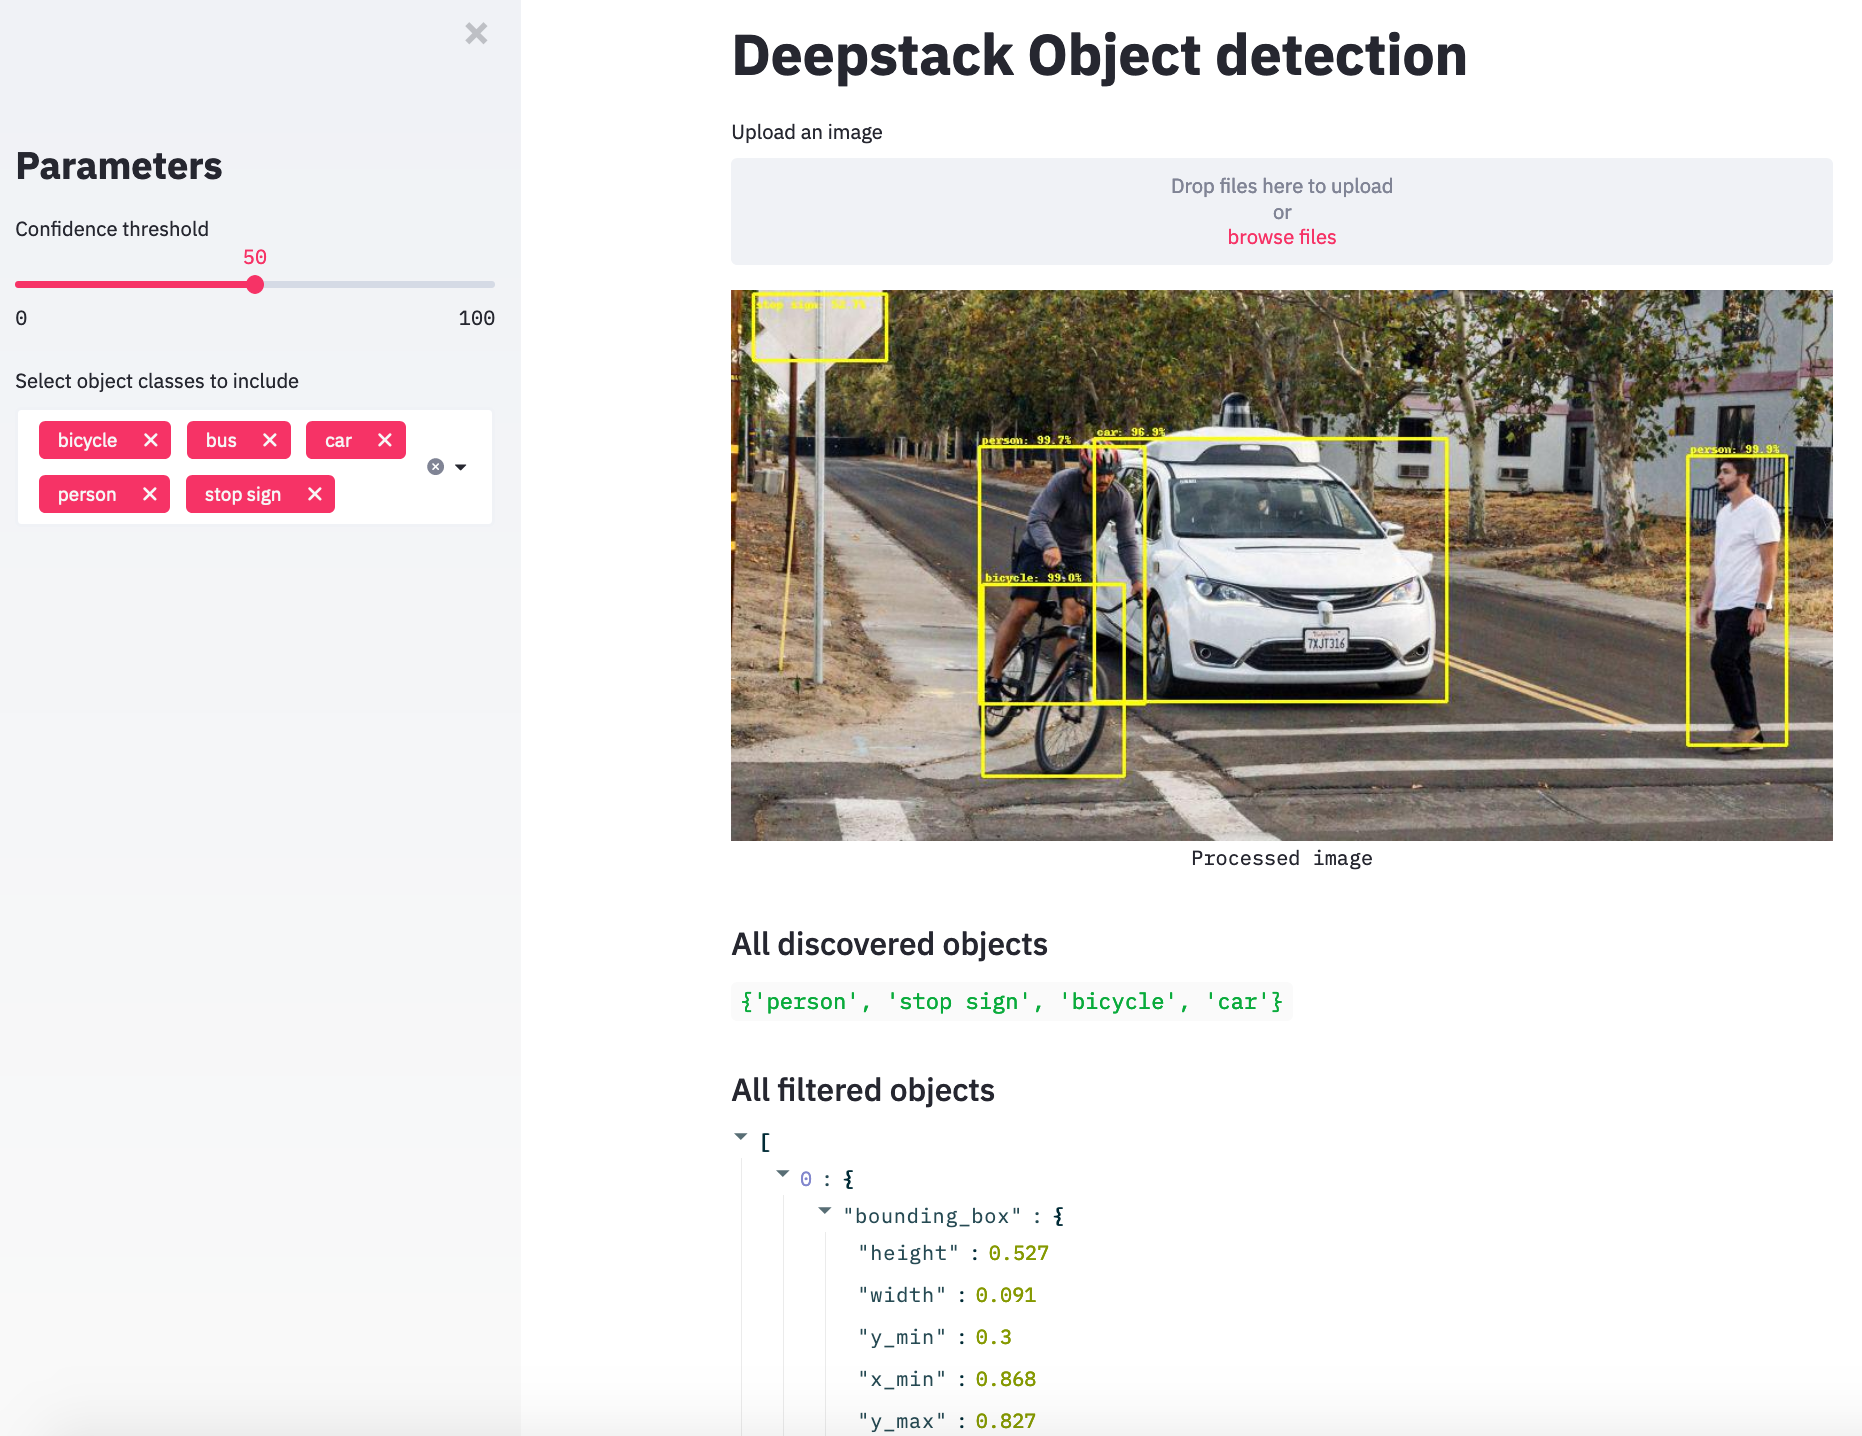 Parameters
Confidence threshold
50
0 100
Select object classes to include
bicycle bus car
person stop sign
Deepstack Object detection
Upload an image
Drop files here to upload
or
browse files
stop sign:
person: 99.7%
car: 96.9%
person: 99.9%
bicycle: 99.0%
7XJT316
Processed image
All discovered objects
{'person', 'stop sign', 'bicycle', 'car'}
All filtered objects
[
0 : {
"bounding_box" : {
"height" : 0.527
"width" : 0.091
"y_min" : 0.3
"x_min" : 0.868
"y_max" : 0.827